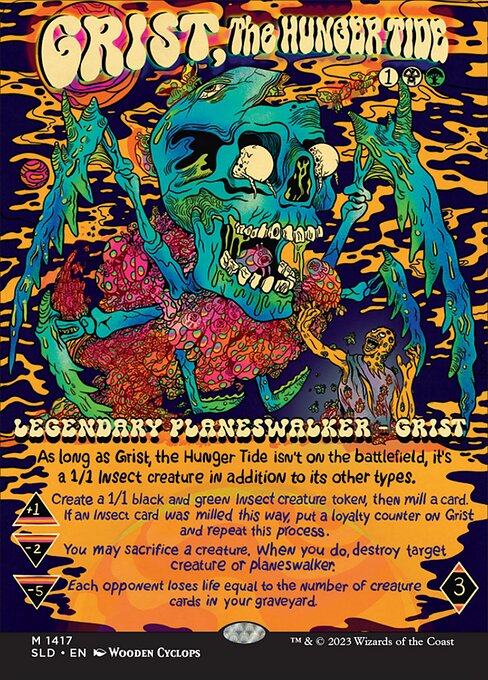 GRIST, THE HUNGER TIDE
1
LEGENDARY PLANESWALKER - GRIST
As long as Grist, the Hunger Tide isn't on the battlefield, it's
a 1/1 Insect creature in addition to its other types.
+1
Create a 1/1 black and green Insect creature token, then mill a card.
If an Insect card was milled this way, put a loyalty counter on Grist
and repeat this process.
-2
You may sacrifice a creature. When you do, destroy target
creature or planeswalker.
-5
Each opponent loses life equal to the number of creature
cards in your graveyard.
3
M 1417
SLD • EN Wooden Cyclops
™ & © 2023 Wizards of the Coast